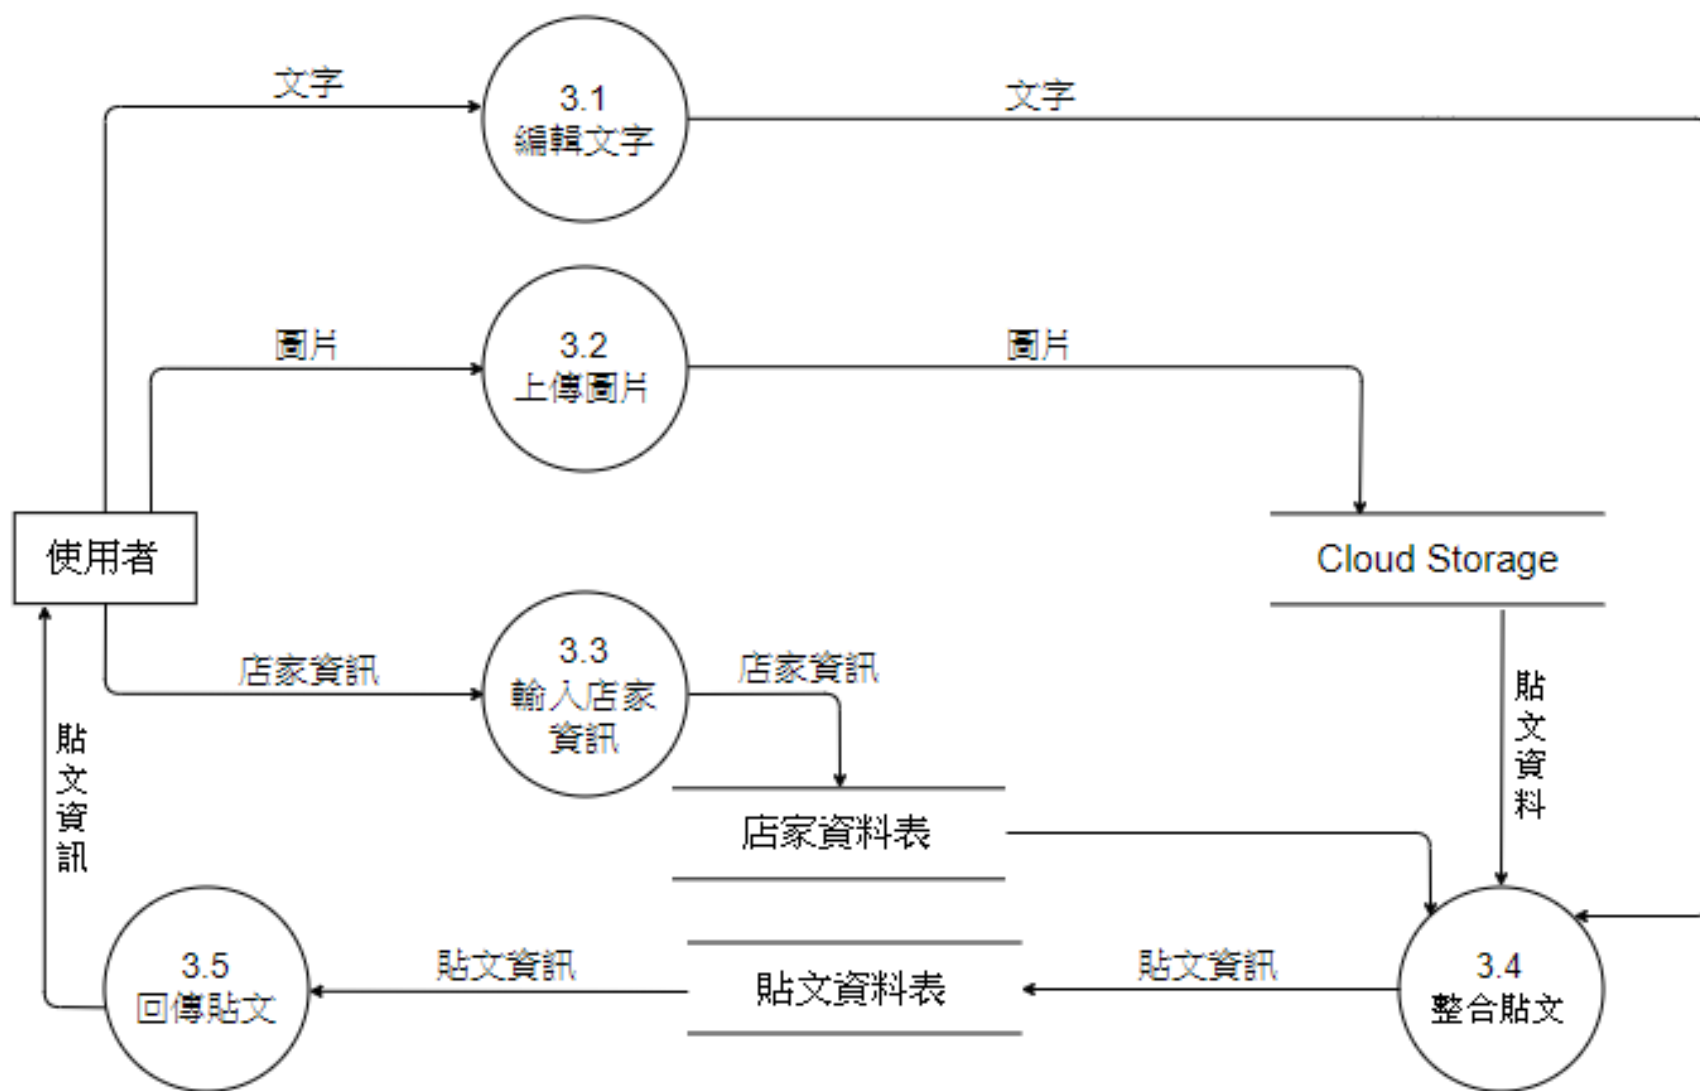 文字
3.1
編輯文字
文字
圖片
3.2
上傳圖片
圖片
使用者
Cloud Storage
店家資訊
3.3
輸入店家
資訊
店家資訊
貼文資訊
貼文資料
店家資料表
3.5
回傳貼文
貼文資訊
貼文資料表
貼文資訊
3.4
整合貼文